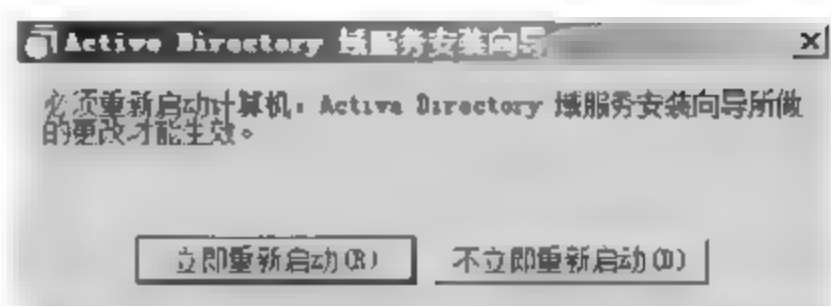 Active Directory 域服务安装向导
必须重新启动计算机，Active Directory 域服务安装向导所做
的更改才能生效。
立即重新启动(R)
不立即重新启动(D)